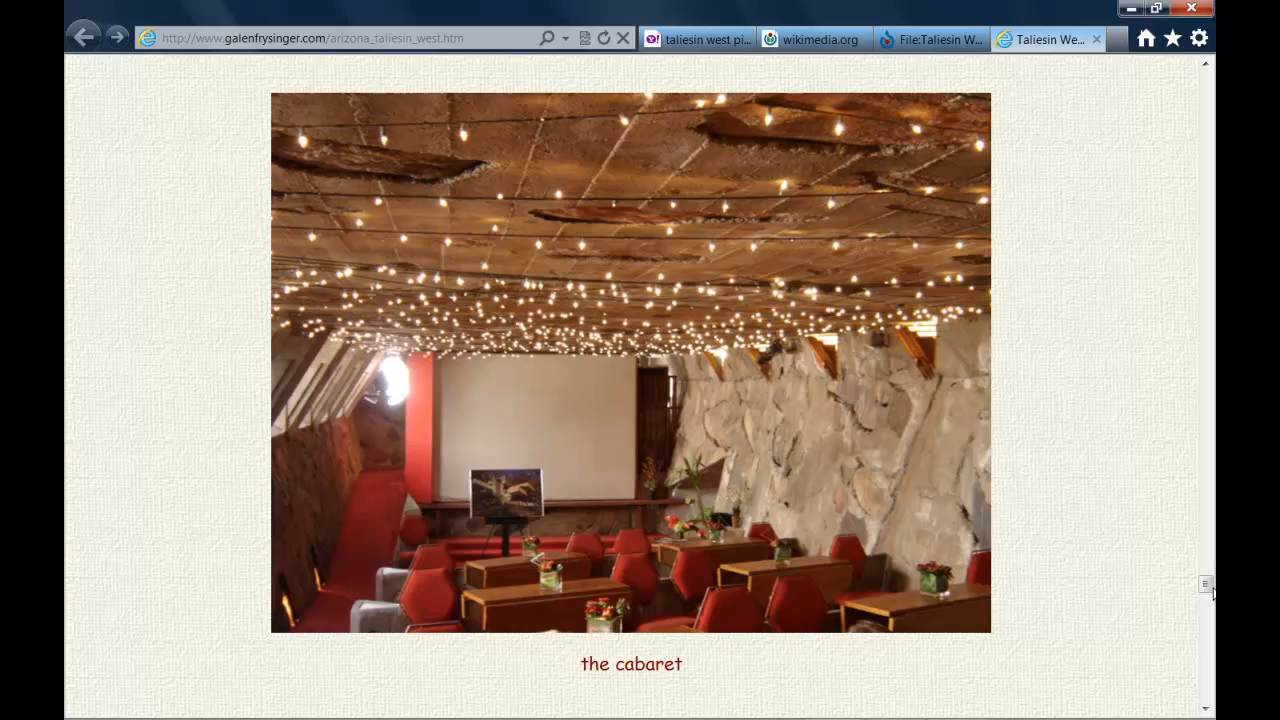 http://www.galenfrysinger.com/arizona_taliesin_west.htm
taliesin west pi...
wikimedia.org
File:Taliesin W...
Taliesin We...
the cabaret